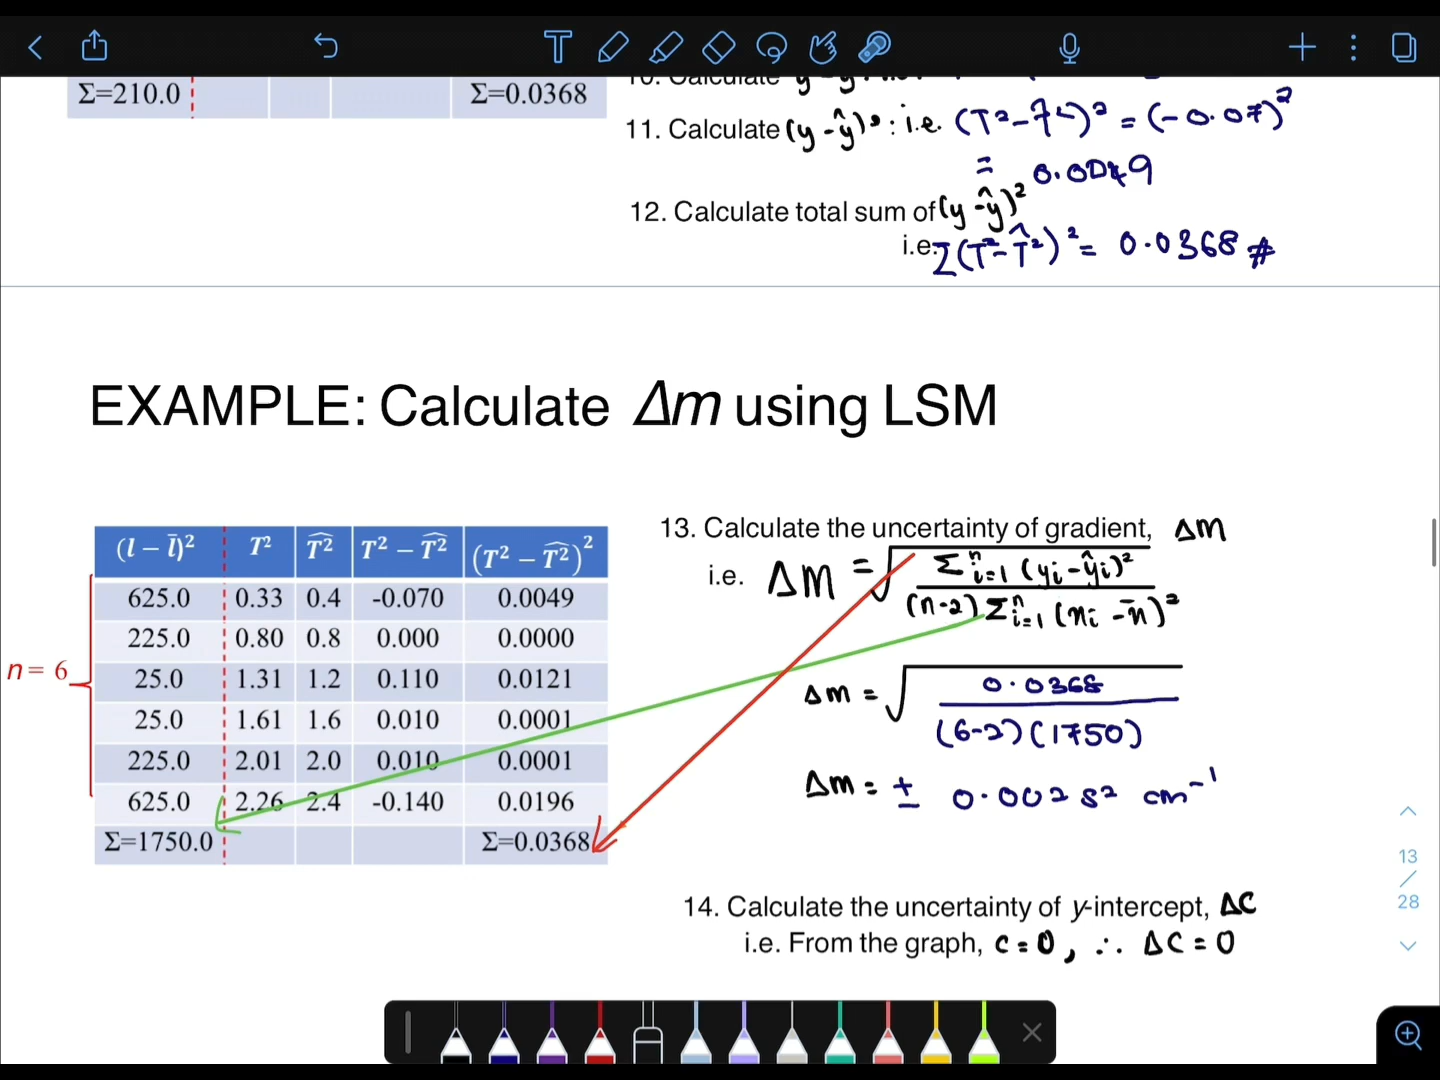 Σ=210.0 Σ=0.0368
10. Calculate
11. Calculate (y - ŷ)² : i.e. (T² - T̂²)² = (-0.07)²
= 0.0049
12. Calculate total sum of (y - ŷ)²
i.e. Σ(T² - T̂²)² = 0.0368 #
EXAMPLE: Calculate Δm using LSM
(l − l̄)² T² T̂² T² − T̂² (T² − T̂²)²
625.0 0.33 0.4 -0.070 0.0049
225.0 0.80 0.8 0.000 0.0000
25.0 1.31 1.2 0.110 0.0121
25.0 1.61 1.6 0.010 0.0001
225.0 2.01 2.0 0.010 0.0001
625.0 2.26 2.4 -0.140 0.0196
Σ=1750.0 Σ=0.0368
n = 6
13. Calculate the uncertainty of gradient, Δm
i.e. Δm = √ Σⁿᵢ₌₁ (yᵢ - ŷᵢ)²
(n-2) Σⁿᵢ₌₁ (xᵢ - x̄)²
Δm = √ 0.0368
(6-2)(1750)
Δm = ± 0.00282 cm⁻¹
14. Calculate the uncertainty of y-intercept, ΔC
i.e. From the graph, c = 0, ∴ ΔC = 0
13
/
28